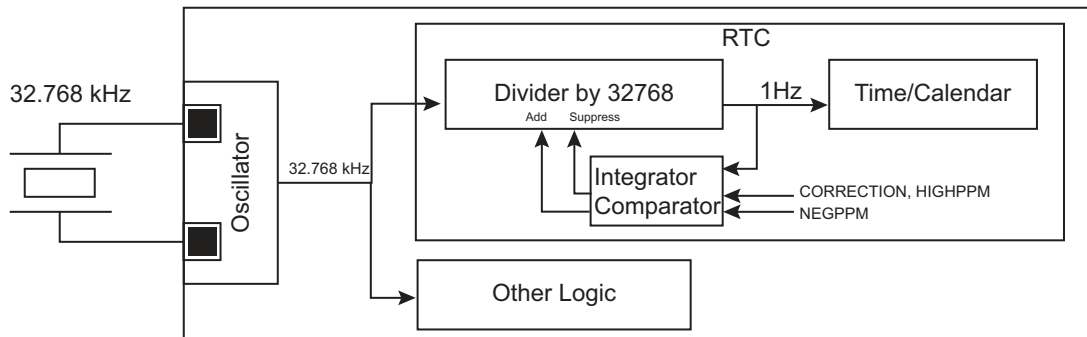 RTC
32.768 kHz
Divider by 32768
Add Suppress
1Hz
Time/Calendar
Oscillator
32.768 kHz
Integrator
Comparator
CORRECTION, HIGHPPM
NEGPPM
Other Logic